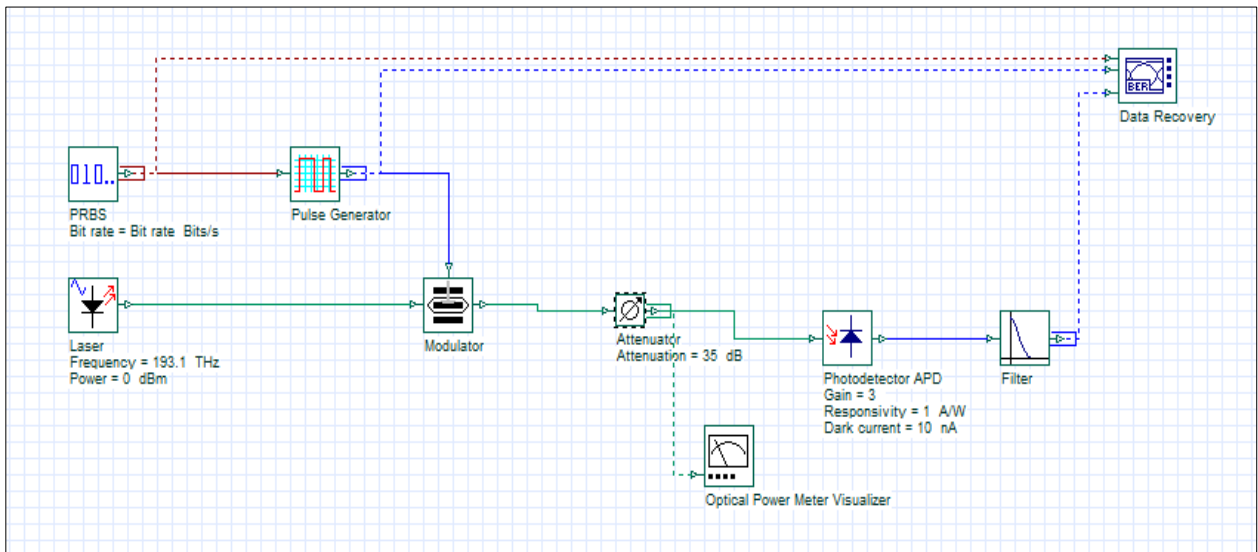 BER
Data Recovery
010..
PRBS
Bit rate = Bit rate  Bits/s
Pulse Generator
Laser
Frequency = 193.1  THz
Power = 0  dBm
Modulator
Attenuator
Attenuation = 35  dB
Photodetector APD
Gain = 3
Responsivity = 1  A/W
Dark current = 10  nA
Filter
Optical Power Meter Visualizer